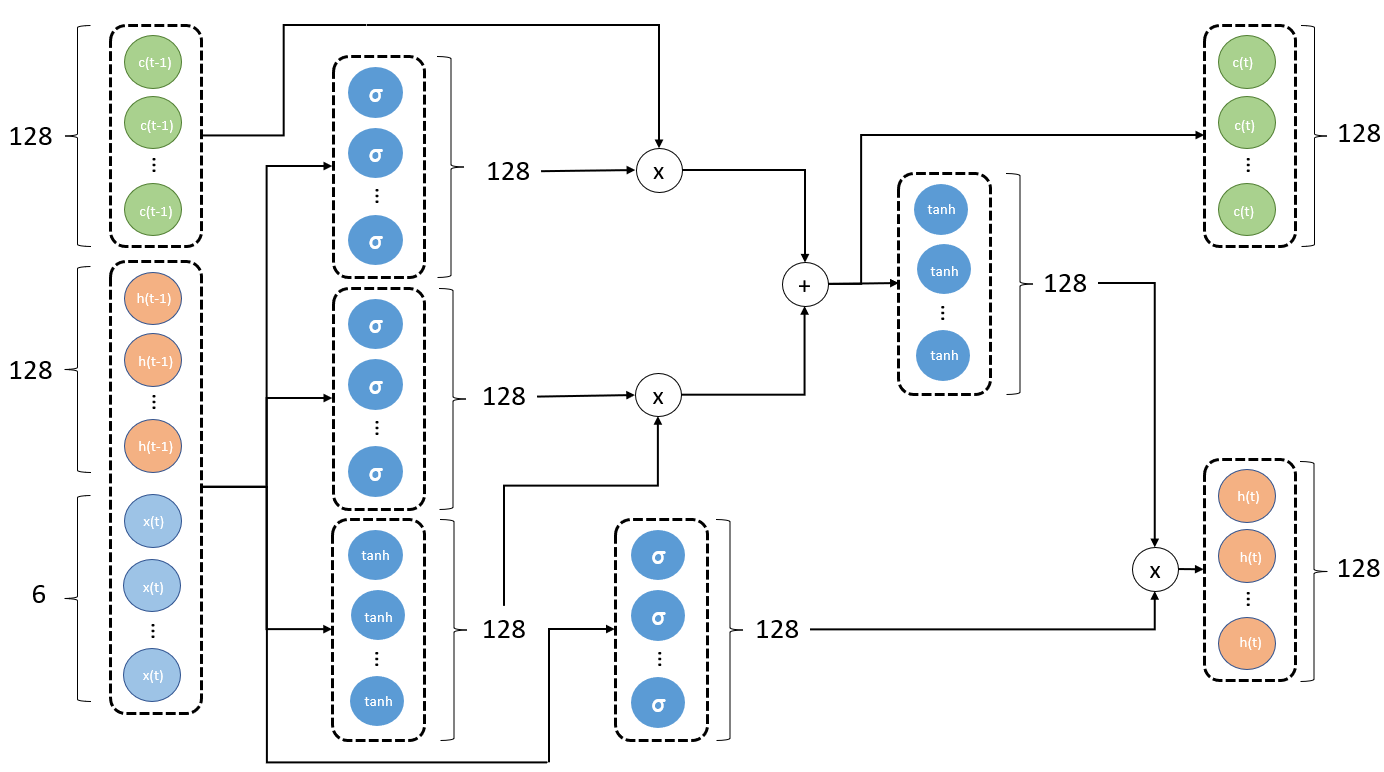 128
c(t-1)
c(t-1)
c(t-1)
128
h(t-1)
h(t-1)
h(t-1)
6
x(t)
x(t)
x(t)
σ
σ
σ
128
σ
σ
σ
128
tanh
tanh
tanh
128
x
x
+
σ
σ
σ
128
tanh
tanh
tanh
128
x
c(t)
c(t)
c(t)
128
h(t)
h(t)
h(t)
128